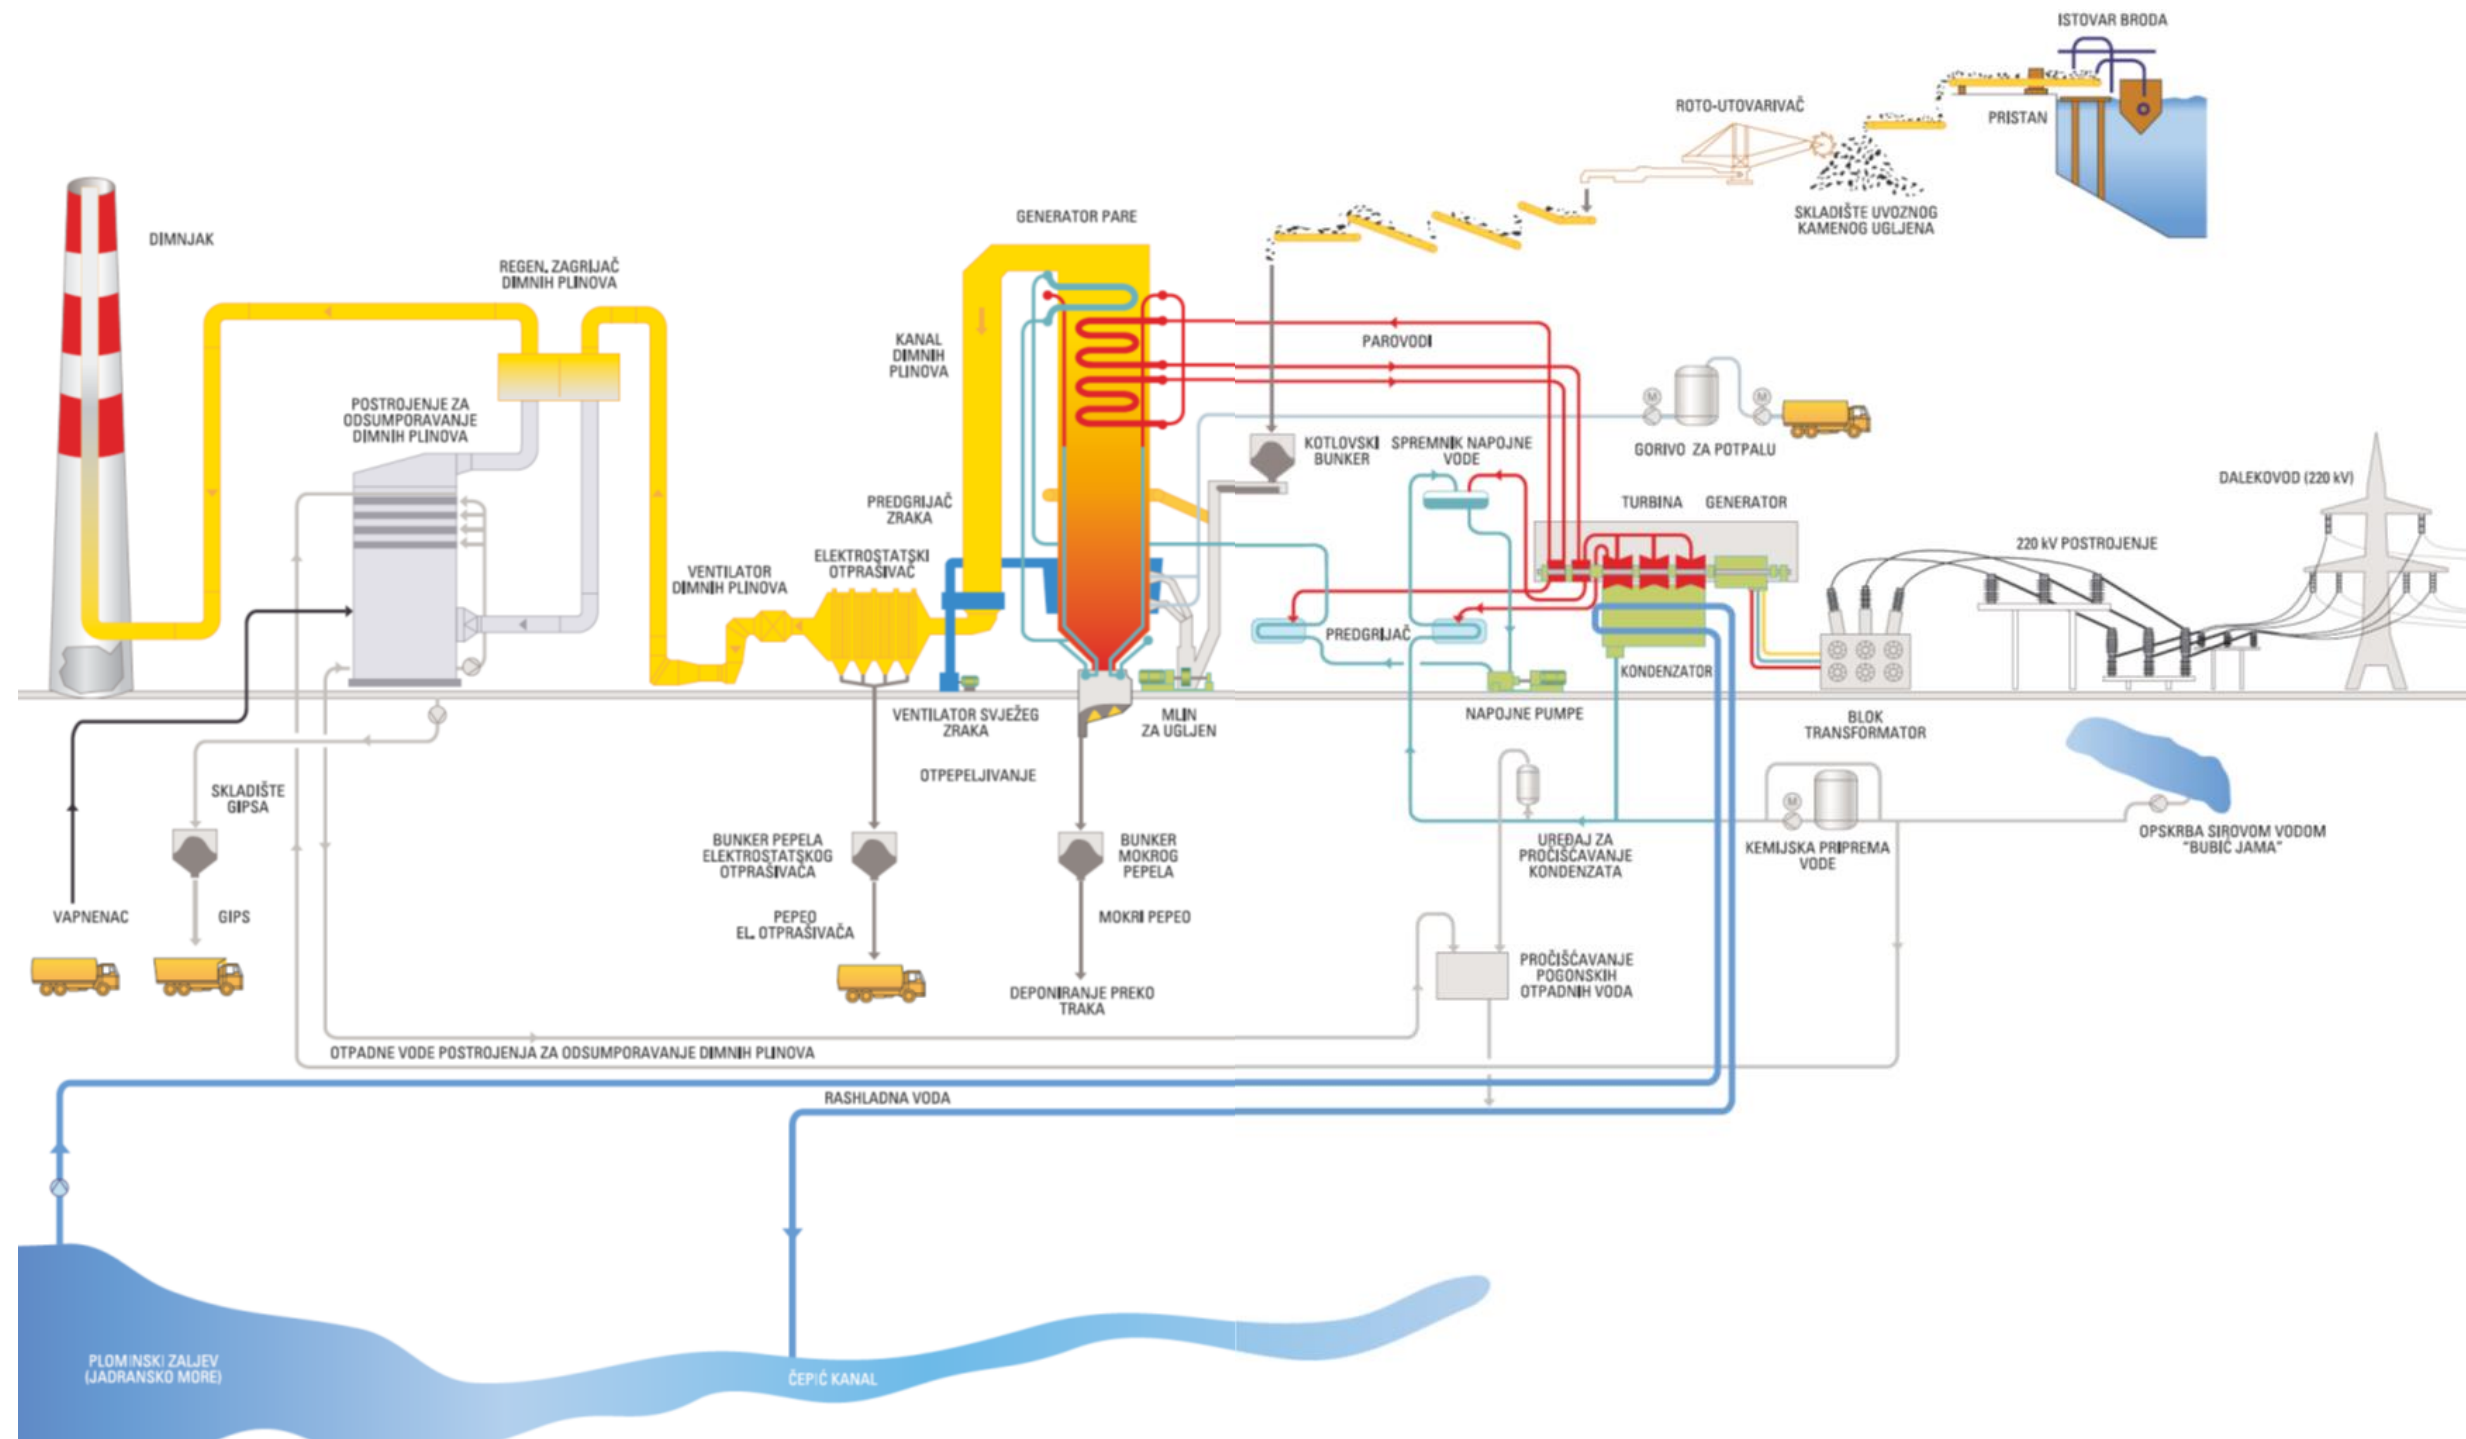 ISTOVAR BRODA
ROTO-UTOVARIVAČ
PRISTAN
SKLADIŠTE UVOZNOG
KAMENOG UGLJENA
GENERATOR PARE
DIMNJAK
REGEN. ZAGRIJAČ
DIMNIH PLINOVA
KANAL
DIMNIH
PLINOVA
PAROVODI
POSTROJENJE ZA
ODSUMPORAVANJE
DIMNIH PLINOVA
M
M
KOTLOVSKI
BUNKER
SPREMNIK NAPOJNE
VODE
GORIVO ZA POTPALU
DALEKOVOD (220 kV)
PREDGRIJAČ
ZRAKA
TURBINA
GENERATOR
220 kV POSTROJENJE
ELEKTROSTATSKI
OTPRAŠIVAČ
VENTILATOR
DIMNIH PLINOVA
PREDGRIJAČ
KONDENZATOR
VENTILATOR SVJEŽEG
ZRAKA
MLIN
ZA UGLJEN
NAPOJNE PUMPE
BLOK
TRANSFORMATOR
OTPEPELJIVANJE
SKLADIŠTE
GIPSA
M
BUNKER PEPELA
ELEKTROSTATSKOG
OTPRAŠIVAČA
BUNKER
MOKROG
PEPELA
UREĐAJ ZA
PROČIŠĆAVANJE
KONDENZATA
KEMIJSKA PRIPREMA
VODE
OPSKRBA SIROVOM VODOM
"BUBIĆ JAMA"
VAPNENAC
GIPS
PEPEO
EL. OTPRAŠIVAČA
MOKRI PEPEO
PROČIŠĆAVANJE
POGONSKIH
OTPADNIH VODA
DEPONIRANJE PREKO
TRAKA
OTPADNE VODE POSTROJENJA ZA ODSUMPORAVANJE DIMNIH PLINOVA
RASHLADNA VODA
PLOMINSKI ZALJEV
(JADRANSKO MORE)
ČEPIĆ KANAL